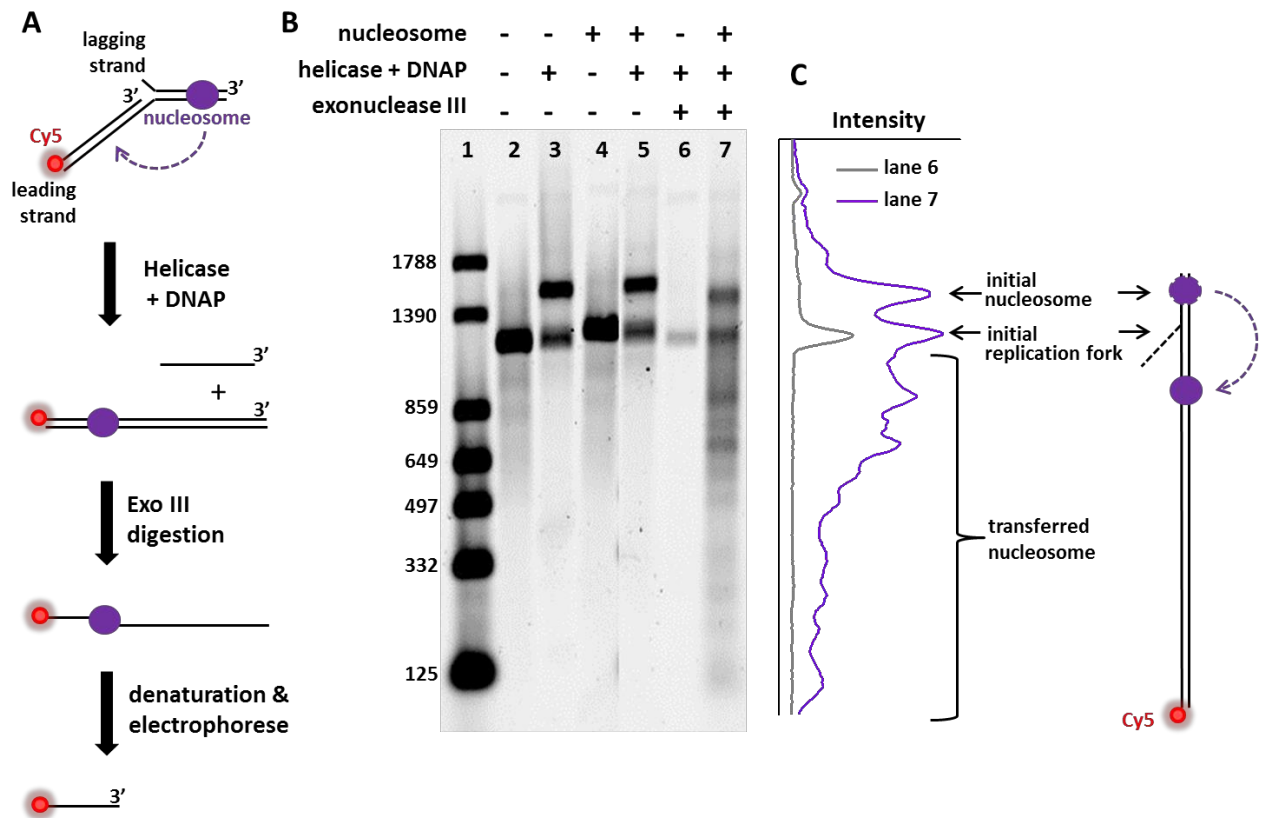 A
lagging
strand
3’
3’
nucleosome
Cy5
leading
strand
Helicase
+ DNAP
3’
+
3’
Exo III
digestion
denaturation &
electrophorese
3’
B
nucleosome - - + + - +
helicase + DNAP - + - + + +
exonuclease III - - - - + +
1 2 3 4 5 6 7
1788
1390
859
649
497
332
125
C
Intensity
lane 6
lane 7
initial
nucleosome
initial
replication fork
transferred
nucleosome
Cy5